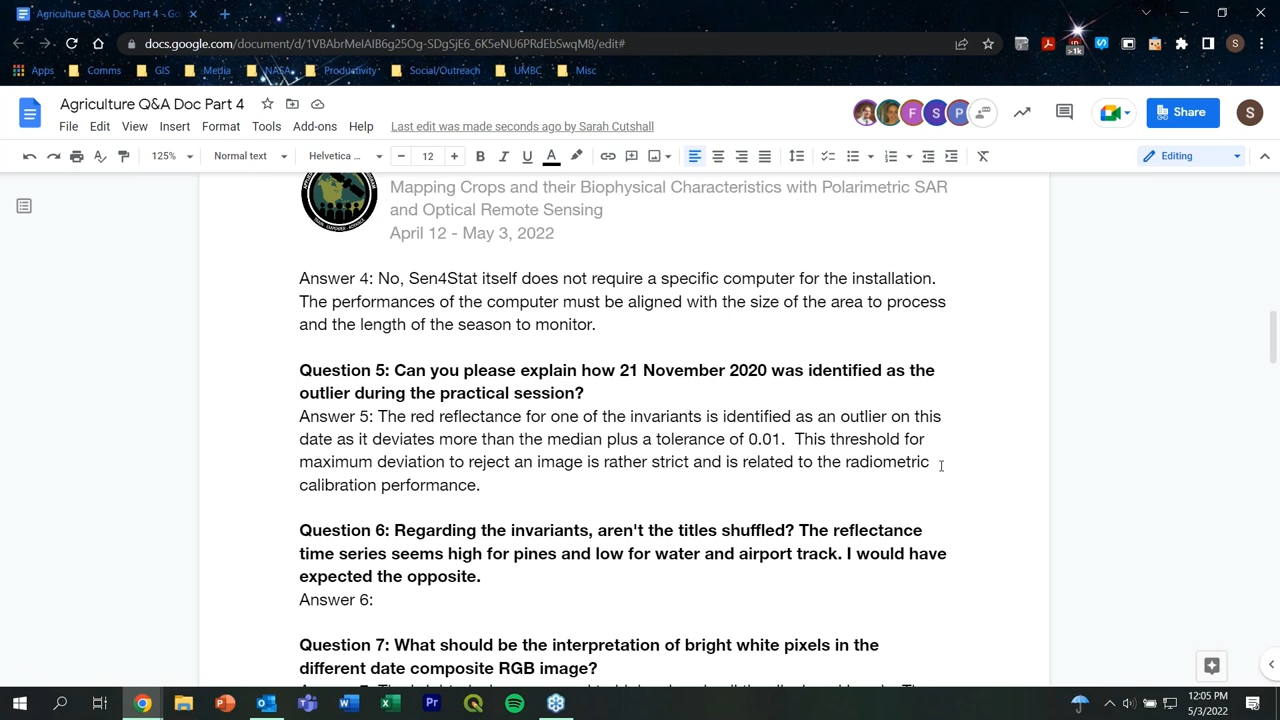 Agriculture Q&A Doc Part 4 - Go
docs.google.com/document/d/1VBAbrMeIAIB6g25Og-SDgSjE6_6K5eNU6PRdEbSwqM8/edit#
>1k
S
Apps Comms GIS Media NASA Productivity Social/Outreach UMBC Misc
Agriculture Q&A Doc Part 4
F S P
Share
S
File Edit View Insert Format Tools Add-ons Help Last edit was made seconds ago by Sarah Cutshall
125% Normal text Helvetica ... 12 B I U A Editing
Mapping Crops and their Biophysical Characteristics with Polarimetric SAR
and Optical Remote Sensing
April 12 - May 3, 2022
Answer 4: No, Sen4Stat itself does not require a specific computer for the installation.
The performances of the computer must be aligned with the size of the area to process
and the length of the season to monitor.
Question 5: Can you please explain how 21 November 2020 was identified as the
outlier during the practical session?
Answer 5: The red reflectance for one of the invariants is identified as an outlier on this
date as it deviates more than the median plus a tolerance of 0.01.  This threshold for
maximum deviation to reject an image is rather strict and is related to the radiometric
calibration performance.
Question 6: Regarding the invariants, aren't the titles shuffled? The reflectance
time series seems high for pines and low for water and airport track. I would have
expected the opposite.
Answer 6:
Question 7: What should be the interpretation of bright white pixels in the
different date composite RGB image?
12:05 PM
5/3/2022